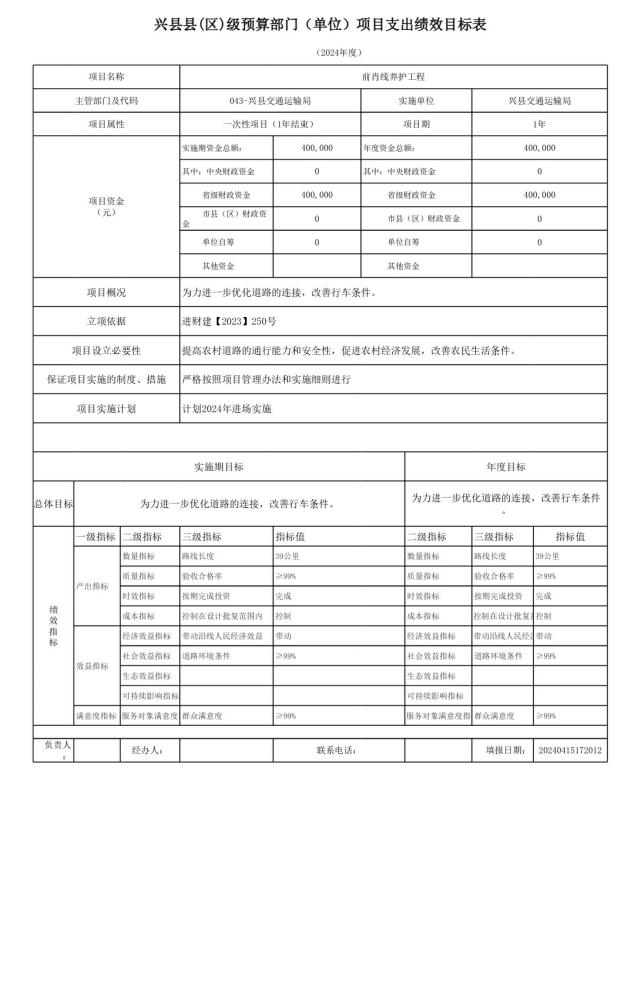 兴县县(区)级预算部门（单位）项目支出绩效目标表
（2024年度）
项目名称 前肖线养护工程
主管部门及代码 043-兴县交通运输局 实施单位 兴县交通运输局
项目属性 一次性项目（1年结束） 项目期 1年
项目资金（元） 实施期资金总额: 400,000 年度资金总额: 400,000
其中: 中央财政资金 0 其中: 中央财政资金 0
省级财政资金 400,000 省级财政资金 400,000
市县（区）财政资金 0 市县（区）财政资金 0
单位自筹 0 单位自筹 0
其他资金 其他资金
项目概况 为力进一步优化道路的连接，改善行车条件。
立项依据 进财建【2023】250号
项目设立必要性 提高农村道路的通行能力和安全性，促进农村经济发展，改善农民生活条件。
保证项目实施的制度、措施 严格按照项目管理办法和实施细则进行
项目实施计划 计划2024年进场实施
实施期目标 年度目标
总体目标 为力进一步优化道路的连接，改善行车条件。 为力进一步优化道路的连接，改善行车条件。
绩效指标 一级指标 二级指标 三级指标 指标值 二级指标 三级指标 指标值
产出指标 数量指标 路线长度 39公里 数量指标 路线长度 39公里
质量指标 验收合格率 ≥99% 质量指标 验收合格率 ≥99%
时效指标 按期完成投资 完成 时效指标 按期完成投资 完成
成本指标 控制在设计批复范围内 控制 成本指标 控制在设计批复 控制
效益指标 经济效益指标 带动沿线人民经济效益 带动 经济效益指标 带动沿线人民经 带动
社会效益指标 道路环境条件 ≥99% 社会效益指标 道路环境条件 ≥99%
生态效益指标 生态效益指标
可持续影响指标 可持续影响指标
满意度指标 服务对象满意度 群众满意度 ≥99% 服务对象满意度指 群众满意度 ≥99%
负责人: 经办人: 联系电话: 填报日期: 20240415172012